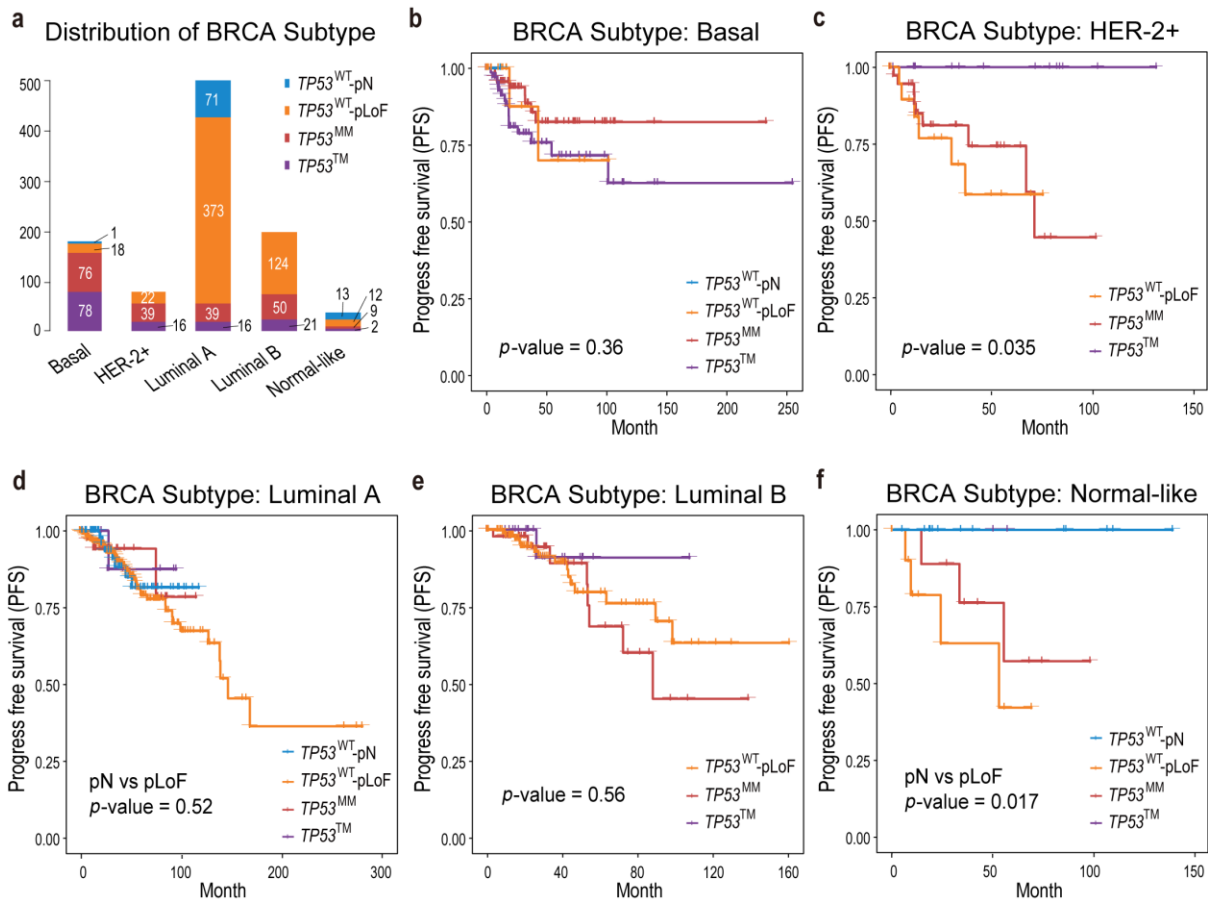 a
Distribution of BRCA Subtype
500
400
300
200
100
0
TP53WT-pN
TP53WT-pLoF
TP53MM
TP53TM
1
18
76
78
22
39
16
71
373
39
16
124
50
21
13
12
9
2
Basal
HER-2+
Luminal A
Luminal B
Normal-like
b
BRCA Subtype: Basal
Progress free survival (PFS)
1.00
0.75
0.50
0.25
0.00
TP53WT-pN
TP53WT-pLoF
TP53MM
TP53TM
p-value = 0.36
0 50 100 150 200 250
Month
c
BRCA Subtype: HER-2+
Progress free survival (PFS)
1.00
0.75
0.50
0.25
0.00
TP53WT-pLoF
TP53MM
TP53TM
p-value = 0.035
0 50 100 150
Month
d
BRCA Subtype: Luminal A
Progress free survival (PFS)
1.00
0.75
0.50
0.25
0.00
pN vs pLoF
p-value = 0.52
TP53WT-pN
TP53WT-pLoF
TP53MM
TP53TM
0 100 200 300
Month
e
BRCA Subtype: Luminal B
Progress free survival (PFS)
1.00
0.75
0.50
0.25
0.00
p-value = 0.56
TP53WT-pLoF
TP53MM
TP53TM
0 40 80 120 160
Month
f
BRCA Subtype: Normal-like
Progress free survival (PFS)
1.00
0.75
0.50
0.25
0.00
pN vs pLoF
p-value = 0.017
TP53WT-pN
TP53WT-pLoF
TP53MM
TP53TM
0 50 100 150
Month